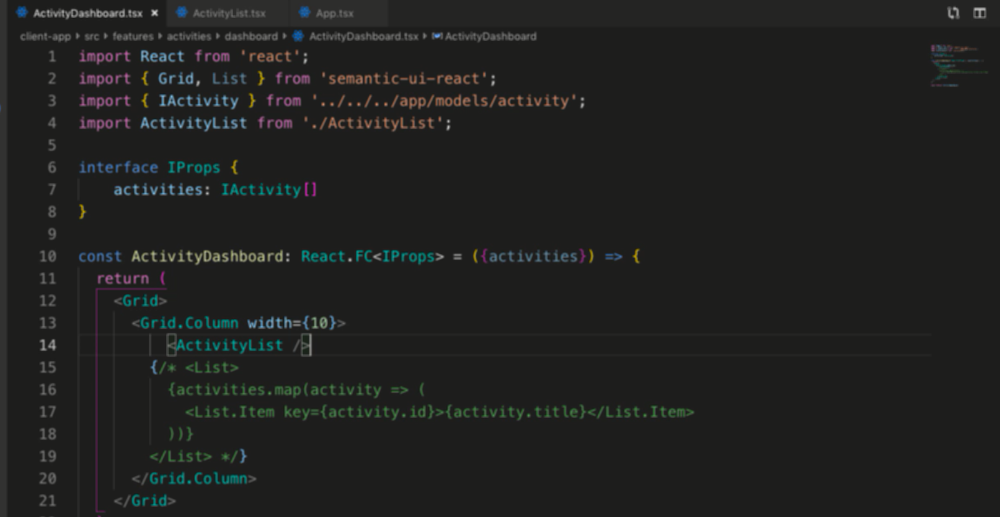 ActivityDashboard.tsx × ActivityList.tsx App.tsx
client-app src features activities dashboard ActivityDashboard.tsx ActivityDashboard
1 import React from 'react';
2 import { Grid, List } from 'semantic-ui-react';
3 import { IActivity } from '../../../app/models/activity';
4 import ActivityList from './ActivityList';
5
6 interface IProps {
7 activities: IActivity[]
8 }
9
10 const ActivityDashboard: React.FC<IProps> = ({activities}) => {
11 return (
12 <Grid>
13 <Grid.Column width={10}>
14 <ActivityList />
15 {/* <List>
16 {activities.map(activity => (
17 <List.Item key={activity.id}>{activity.title}</List.Item>
18 ))}
19 </List> */}
20 </Grid.Column>
21 </Grid>